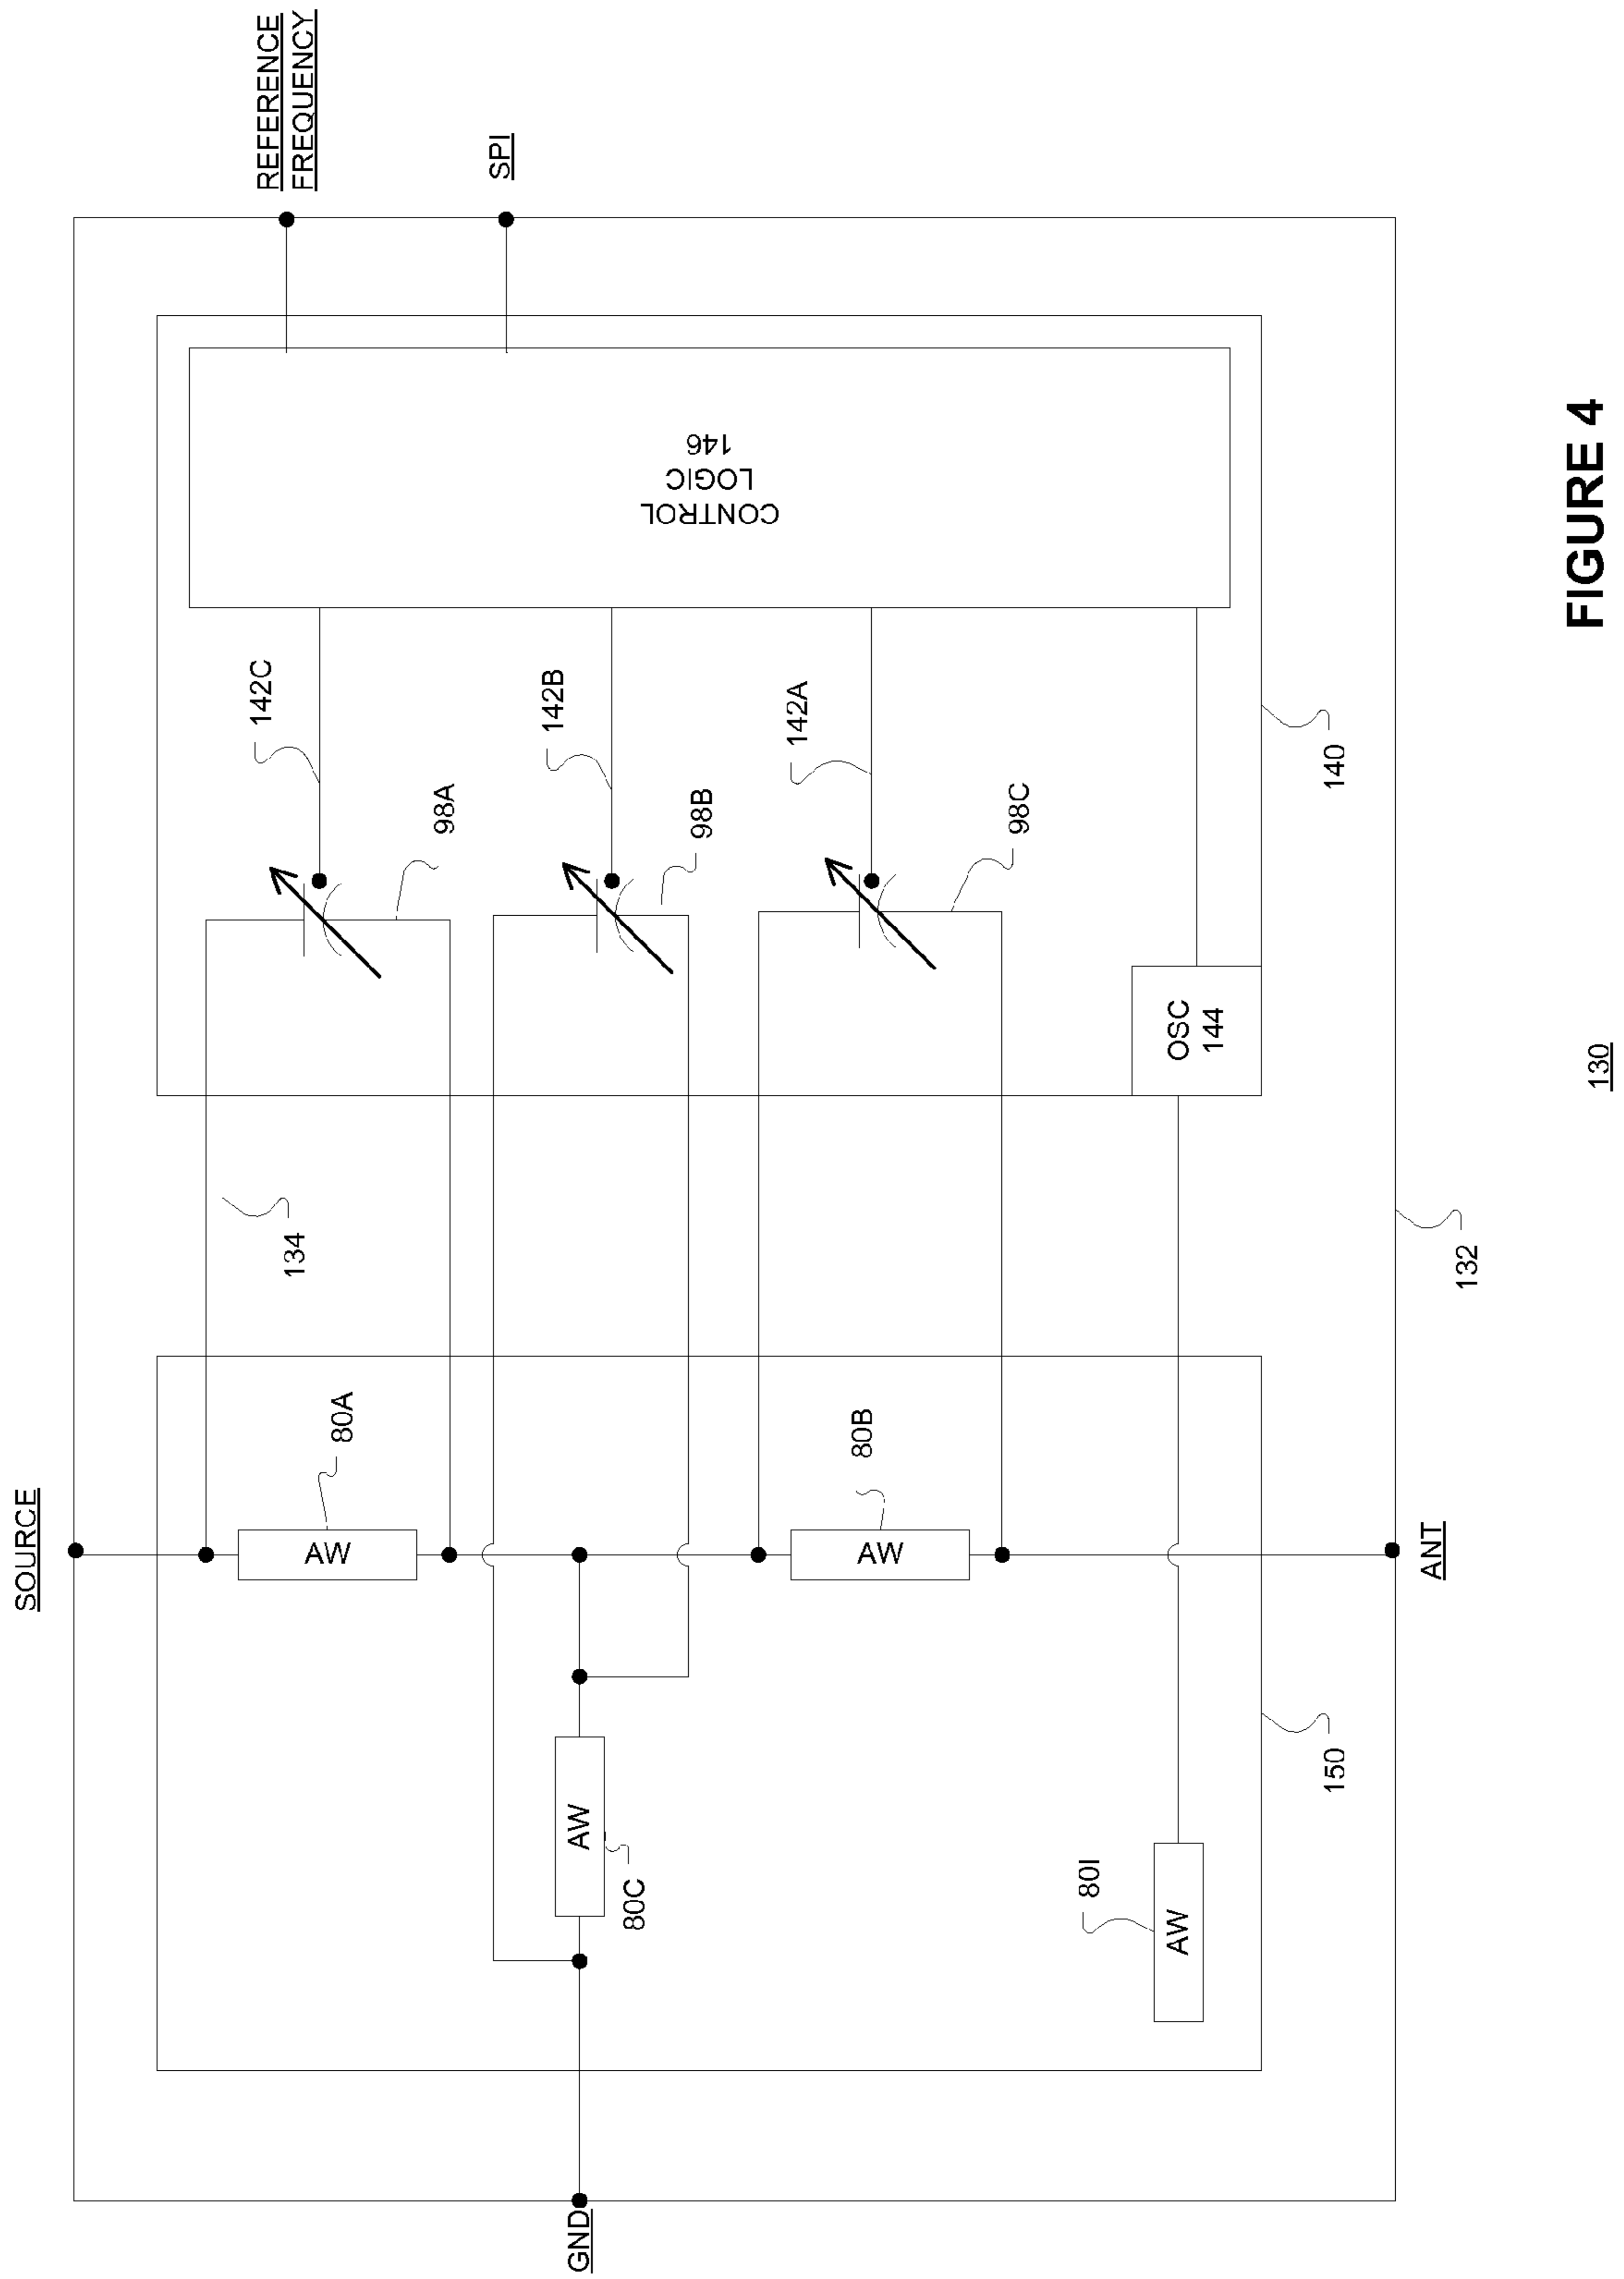 REFERENCE
FREQUENCY
SPI
CONTROL
LOGIC
146
142C
142B
142A
98A
98B
98C
OSC
144
140
134
132
SOURCE
AW
80A
AW
80B
ANT
AW
80C
AW
80I
150
GND
130
FIGURE 4